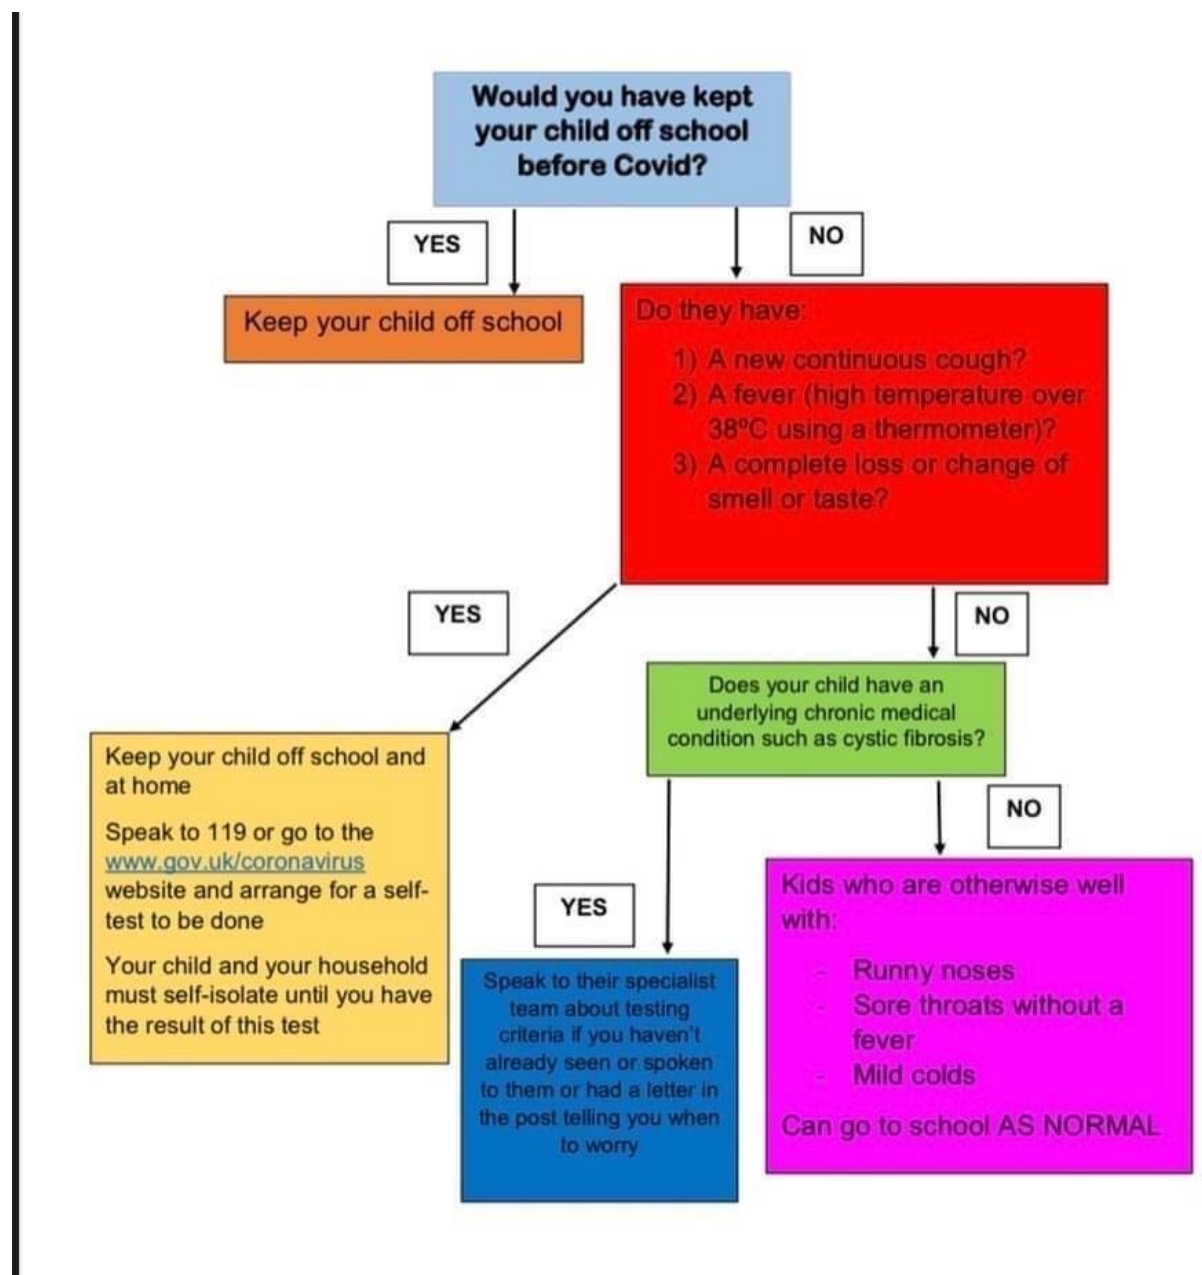 Would you have kept
your child off school
before Covid?
YES
NO
Keep your child off school
Do they have:
1) A new continuous cough?
2) A fever (high temperature over
38ºC using a thermometer)?
3) A complete loss or change of
smell or taste?
YES
NO
Does your child have an
underlying chronic medical
condition such as cystic fibrosis?
Keep your child off school and
at home
Speak to 119 or go to the
www.gov.uk/coronavirus
website and arrange for a self-
test to be done
Your child and your household
must self-isolate until you have
the result of this test
YES
NO
Speak to their specialist
team about testing
criteria if you haven't
already seen or spoken
to them or had a letter in
the post telling you when
to worry
Kids who are otherwise well
with:
- Runny noses
- Sore throats without a
fever
- Mild colds
Can go to school AS NORMAL